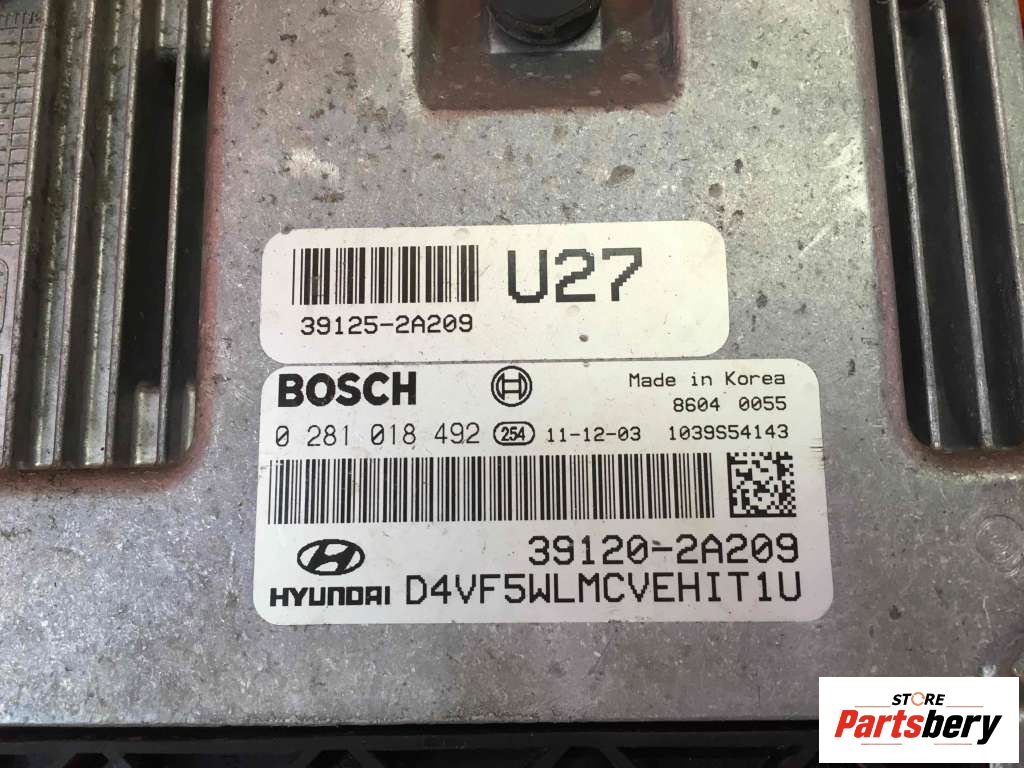 U27
39125-2A209
BOSCH
Made in Korea
8604 0055
0 281 018 492 254 11-12-03 1039S54143
39120-2A209
HYUNDAI D4VF5WLMCVEHIT1U
STORE
Partsbery